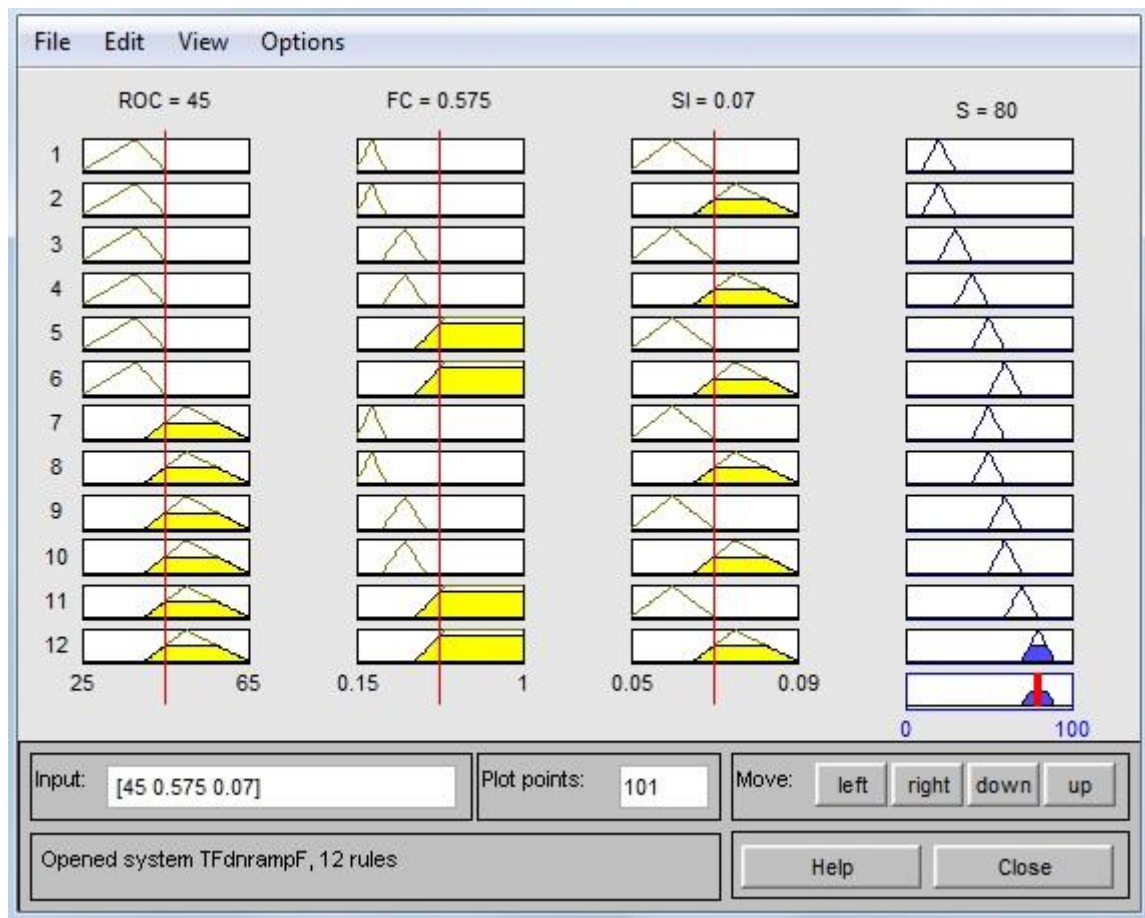 File Edit View Options
ROC = 45 FC = 0.575 SI = 0.07 S = 80
1
2
3
4
5
6
7
8
9
10
11
12
25 65 0.15 1 0.05 0.09
0 100
Input: [45 0.575 0.07] Plot points: 101 Move: left right down up
Opened system TFdnrampF, 12 rules Help Close